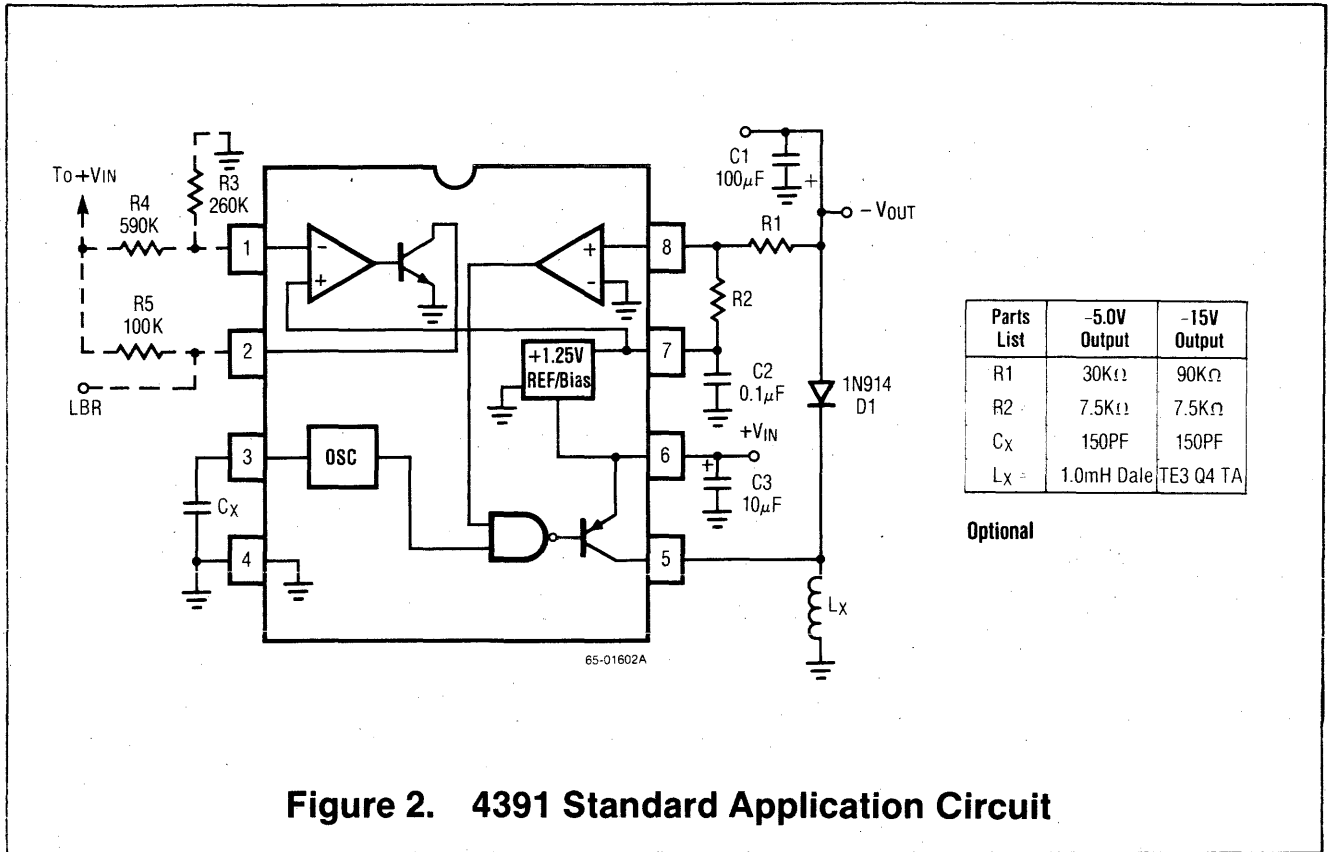 C1
100µF
+
To +VIN
R4
590K
R3
260K
R1
– VOUT
1
-
+
+
-
8
R2
R5
100K
2
LBR
+1.25V
REF/Bias
7
C2
0.1µF
1N914
D1
3
OSC
6
+VIN
+
C3
10µF
CX
4
5
LX
65-01602A
Parts List | –5.0V Output | –15V Output
R1 | 30KΩ | 90KΩ
R2 | 7.5KΩ | 7.5KΩ
CX | 150PF | 150PF
LX = | 1.0mH Dale | TE3 Q4 TA
Optional
Figure 2. 4391 Standard Application Circuit